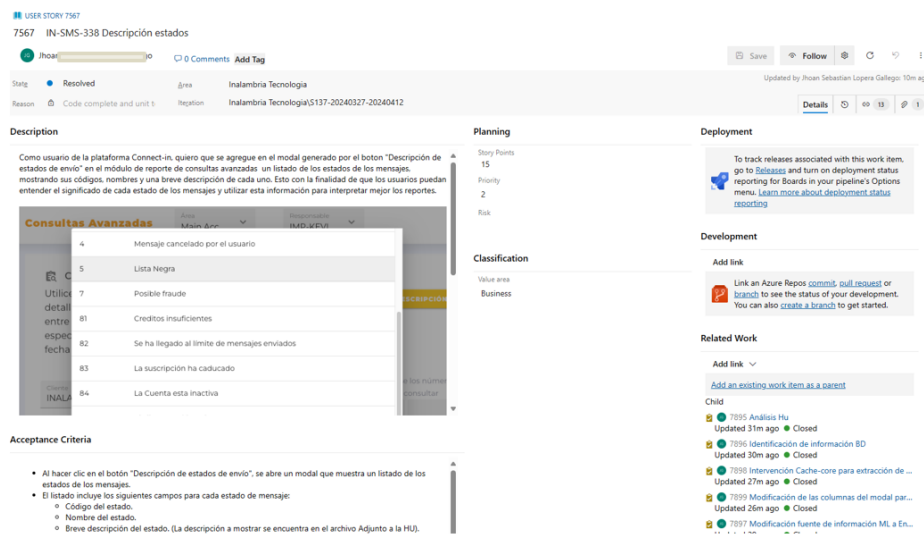 USER STORY 7567
7567 IN-SMS-338 Descripción estados
Jhoan
0 Comments Add Tag
Save
Follow
State Resolved
Area Inalambria Tecnologia
Updated by Jhoan Sebastian Lopera Gallego: 10m ag
Reason Code complete and unit t
Iteration Inalambria Tecnologia\S137-20240327-20240412
Details
13
1
Description
Como usuario de la plataforma Connect-in, quiero que se agregue en el modal generado por el boton "Descripción de
estados de envío" en el módulo de reporte de consultas avanzadas un listado de los estados de los mensajes,
mostrando sus códigos, nombres y una breve descripción de cada uno. Esto con la finalidad de que los usuarios puedan
entender el significado de cada estado de los mensajes y utilizar esta información para interpretar mejor los reportes.
Consultas Avanzadas
Área
Main Acc
Responsable
IMP-KEVI
4 Mensaje cancelado por el usuario
5 Lista Negra
7 Posible fraude
81 Creditos insuficientes
82 Se ha llegado al límite de mensajes enviados
83 La suscripción ha caducado
84 La Cuenta esta inactiva
C
Utilice
detall
entre
espec
fecha
Cliente
INALA
SCRIPCIÓN
e los númer
consultar
Acceptance Criteria
Al hacer clic en el botón "Descripción de estados de envío", se abre un modal que muestra un listado de los
estados de los mensajes.
El listado incluye los siguientes campos para cada estado de mensaje:
Código del estado.
Nombre del estado.
Breve descripción del estado. (La descripción a mostrar se encuentra en el archivo Adjunto a la HU).
Planning
Story Points
15
Priority
2
Risk
Classification
Value area
Business
Deployment
To track releases associated with this work item,
go to Releases and turn on deployment status
reporting for Boards in your pipeline's Options
menu. Learn more about deployment status
reporting
Development
Add link
Link an Azure Repos commit, pull request or
branch to see the status of your development.
You can also create a branch to get started.
Related Work
Add link
Add an existing work item as a parent
Child
7895 Análisis Hu
Updated 31m ago Closed
7896 Identificación de información BD
Updated 30m ago Closed
7898 Intervención Cache-core para extracción de ...
Updated 27m ago Closed
7899 Modificación de las columnas del modal par...
Updated 26m ago Closed
7897 Modificación fuente de información ML a En...